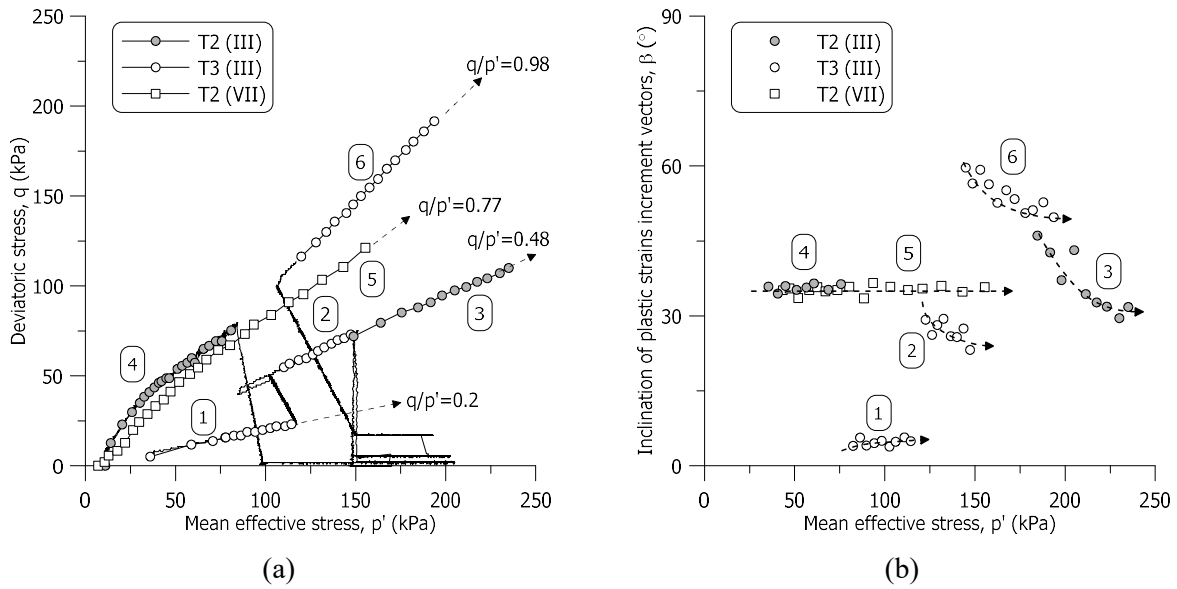 250
200
150
100
50
0
Deviatoric stress, q (kPa)
T2 (III)
T3 (III)
T2 (VII)
q/p'=0.98
6
q/p'=0.77
q/p'=0.48
5
2
3
4
1
q/p'=0.2
0
50
100
150
200
250
Mean effective stress, p' (kPa)
(a)
90
60
30
0
Inclination of plastic strains increment vectors, β (°)
T2 (III)
T3 (III)
T2 (VII)
6
4
5
3
2
1
0
50
100
150
200
250
Mean effective stress, p' (kPa)
(b)